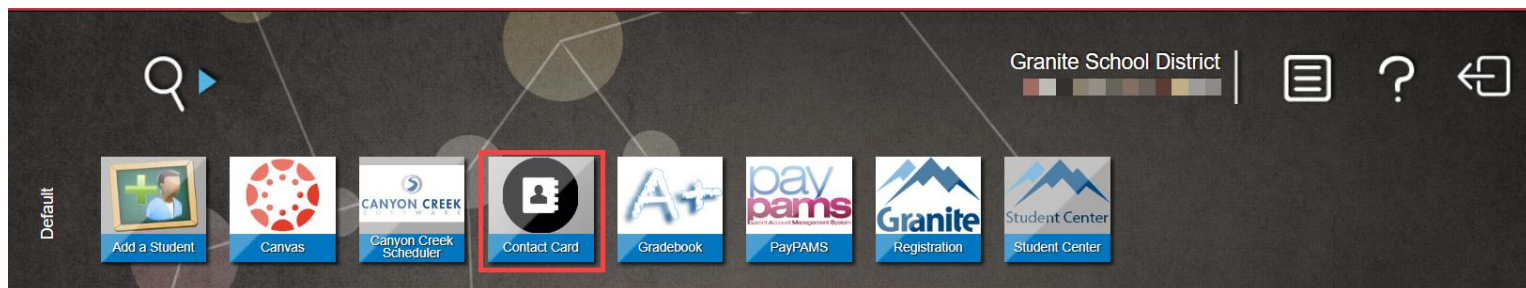 Granite School District
Default
Add a Student
Canvas
CANYON CREEK
SOFTWARE
Canyon Creek
Scheduler
Contact Card
A+
Gradebook
pay
pams
Parent Account Management System
PayPAMS
Granite
Registration
Student Center
Student Center